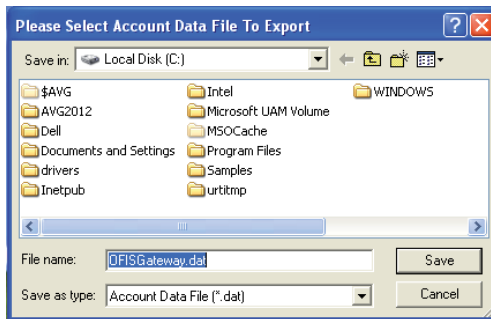 Please Select Account Data File To Export
Save in: Local Disk (C:)
$AVG Intel WINDOWS
AVG2012 Microsoft UAM Volume
Dell MSOCache
Documents and Settings Program Files
drivers Samples
Inetpub urtitmp
File name: OFISGateway.dat Save
Save as type: Account Data File (*.dat) Cancel